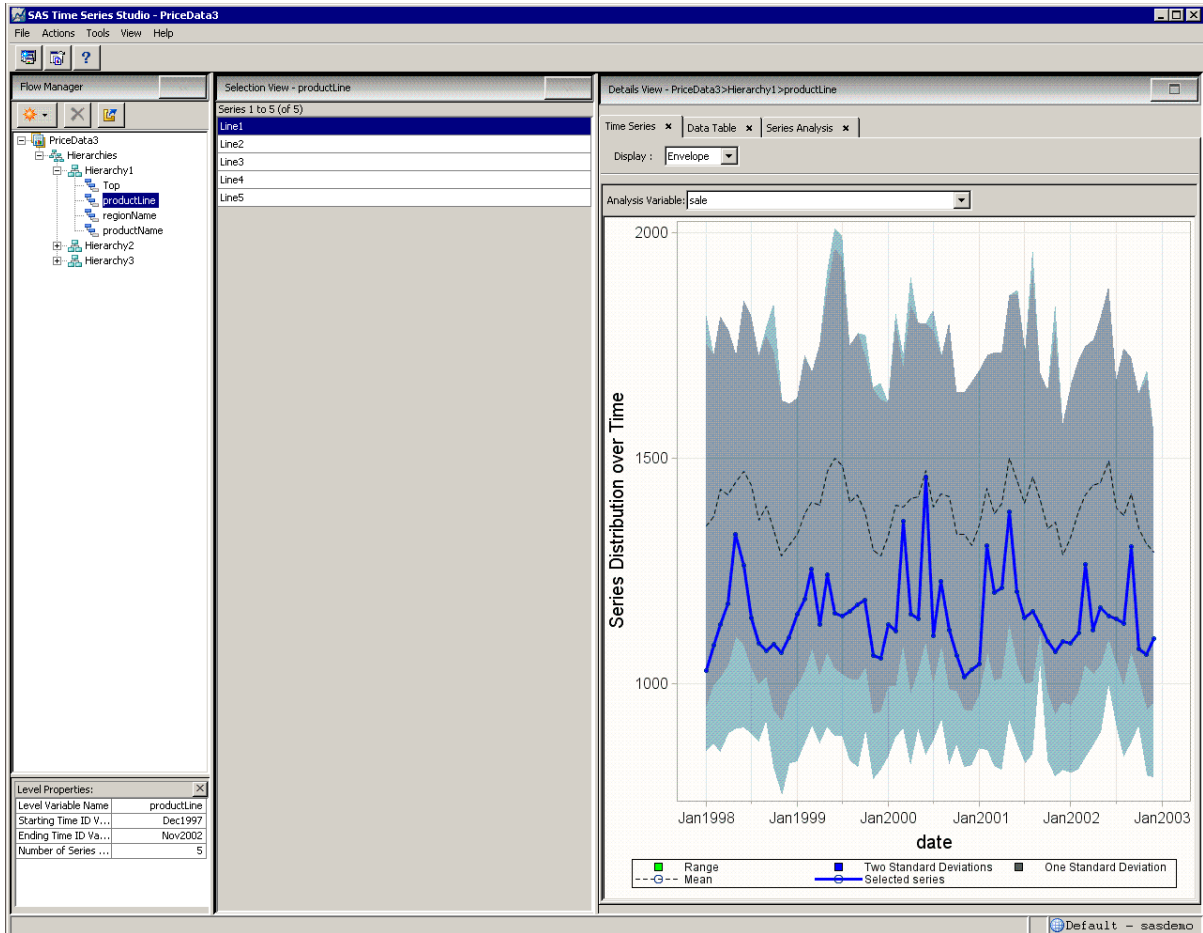 SAS Time Series Studio - PriceData3
File Actions Tools View Help
Flow Manager
PriceData3
Hierarchies
Hierarchy1
Top
productLine
regionName
productName
Hierarchy2
Hierarchy3
Level Properties:
Level Variable Name productLine
Starting Time ID V... Dec1997
Ending Time ID Va... Nov2002
Number of Series ... 5
Selection View - productLine
Series 1 to 5 (of 5)
Line1
Line2
Line3
Line4
Line5
Details View - PriceData3>Hierarchy1>productLine
Time Series Data Table Series Analysis
Display : Envelope
Analysis Variable: sale
Series Distribution over Time
2000
1500
1000
Jan1998 Jan1999 Jan2000 Jan2001 Jan2002 Jan2003
date
Range Two Standard Deviations One Standard Deviation
Mean Selected series
Default - sasdemo